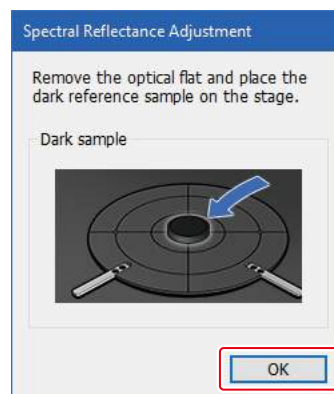 Spectral Reflectance Adjustment
Remove the optical flat and place the
dark reference sample on the stage.
Dark sample
OK